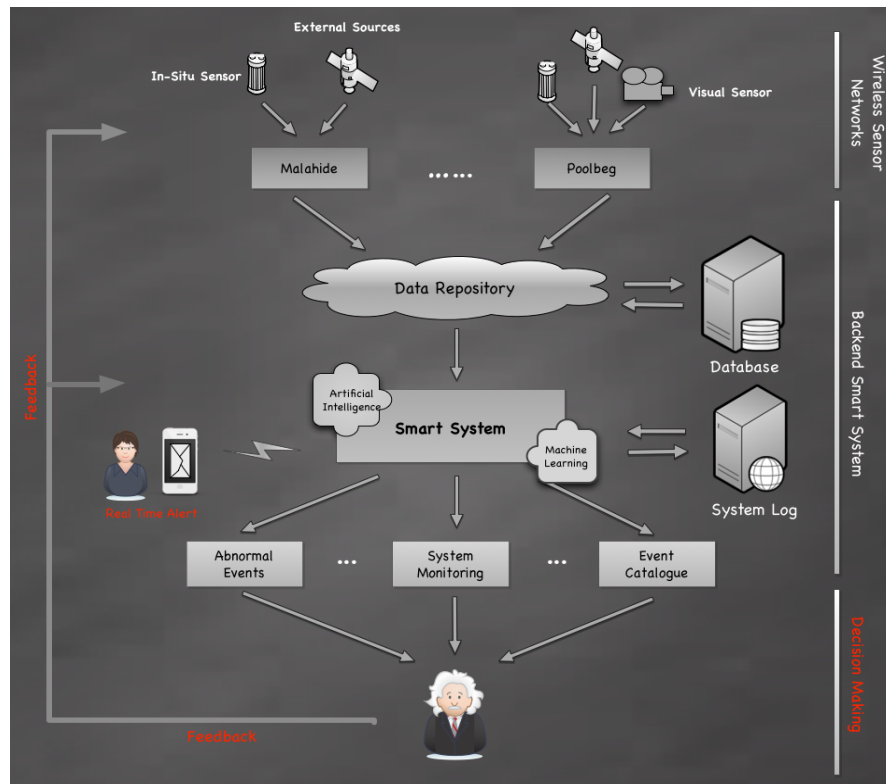 External Sources
In-Situ Sensor
Visual Sensor
Wireless Sensor
Networks
Malahide
......
Poolbeg
Data Repository
Database
Backend Smart System
Feedback
Artificial
Intelligence
Smart System
Machine
Learning
System Log
Real Time Alert
Abnormal
Events
...
System
Monitoring
...
Event
Catalogue
Decision Making
Feedback